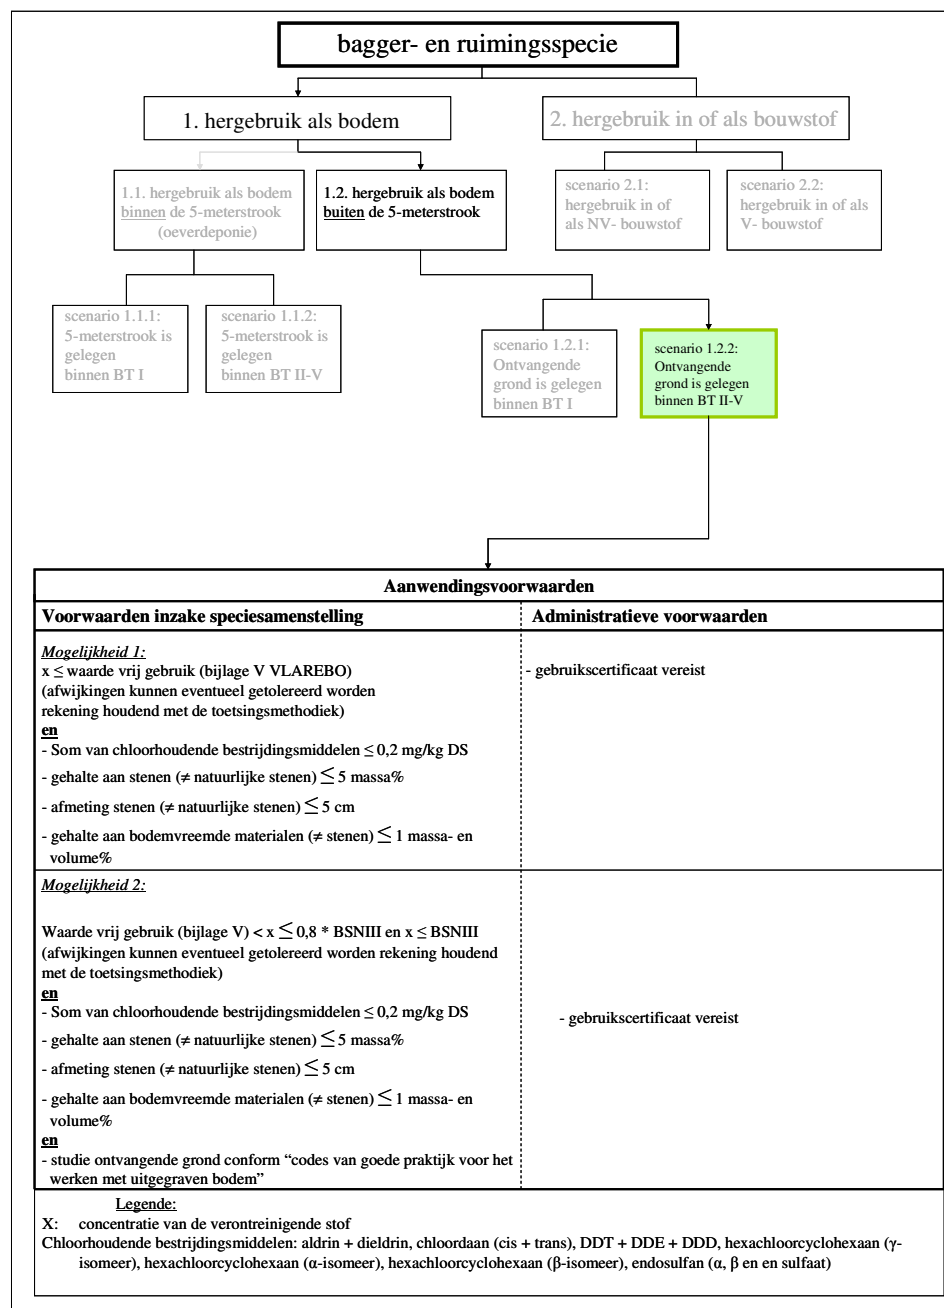 bagger- en ruimingsspecie
1. hergebruik als bodem
2. hergebruik in of als bouwstof
1.1. hergebruik als bodem
binnen de 5-meterstrook
(oeverdeponie)
1.2. hergebruik als bodem
buiten de 5-meterstrook
scenario 2.1:
hergebruik in of
als NV- bouwstof
scenario 2.2:
hergebruik in of als
V- bouwstof
scenario 1.1.1:
5-meterstrook is
gelegen
binnen BT I
scenario 1.1.2:
5-meterstrook is
gelegen
binnen BT II-V
scenario 1.2.1:
Ontvangende
grond is gelegen
binnen BT I
scenario 1.2.2:
Ontvangende
grond is gelegen
binnen BT II-V
Aanwendingsvoorwaarden
Voorwaarden inzake speciesamenstelling
Administratieve voorwaarden
Mogelijkheid 1:
x ≤ waarde vrij gebruik (bijlage V VLAREBO)
(afwijkingen kunnen eventueel getolereerd worden
rekening houdend met de toetsingsmethodiek)
en
- Som van chloorhoudende bestrijdingsmiddelen ≤ 0,2 mg/kg DS
- gehalte aan stenen (≠ natuurlijke stenen) ≤ 5 massa%
- afmeting stenen (≠ natuurlijke stenen) ≤ 5 cm
- gehalte aan bodemvreemde materialen (≠ stenen) ≤ 1 massa- en
volume%
- gebruikscertificaat vereist
Mogelijkheid 2:
Waarde vrij gebruik (bijlage V) < x ≤ 0,8 * BSNIII en x ≤ BSNIII
(afwijkingen kunnen eventueel getolereerd worden rekening houdend
met de toetsingsmethodiek)
en
- Som van chloorhoudende bestrijdingsmiddelen ≤ 0,2 mg/kg DS
- gehalte aan stenen (≠ natuurlijke stenen) ≤ 5 massa%
- afmeting stenen (≠ natuurlijke stenen) ≤ 5 cm
- gehalte aan bodemvreemde materialen (≠ stenen) ≤ 1 massa- en
volume%
en
- studie ontvangende grond conform “codes van goede praktijk voor het
werken met uitgegraven bodem”
- gebruikscertificaat vereist
Legende:
X: concentratie van de verontreinigende stof
Chloorhoudende bestrijdingsmiddelen: aldrin + dieldrin, chloordaan (cis + trans), DDT + DDE + DDD, hexachloorcyclohexaan (γ-
isomeer), hexachloorcyclohexaan (α-isomeer), hexachloorcyclohexaan (β-isomeer), endosulfan (α, β en en sulfaat)